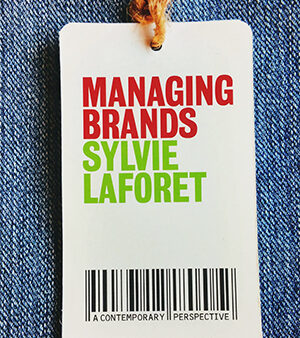 MANAGING
BRANDS
SYLVIE
LAFORET
A CONTEMPORARY PERSPECTIVE